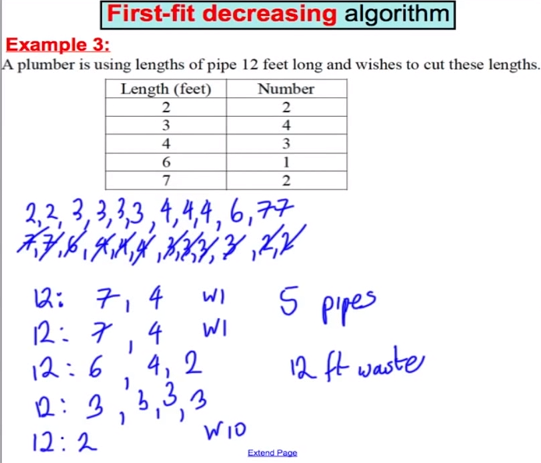 First-fit decreasing algorithm
Example 3:
A plumber is using lengths of pipe 12 feet long and wishes to cut these lengths.
Length (feet) Number
2 2
3 4
4 3
6 1
7 2
2,2, 3,3,3,3, 4,4,4, 6, 77
7,7,6,4,4,4,3,3,3,3,2,2
12: 7, 4 W1
5 pipes
12: 7, 4 W1
12: 6, 4, 2
12 ft waste
12: 3, 3, 3, 3
12: 2 W10
Extend Page